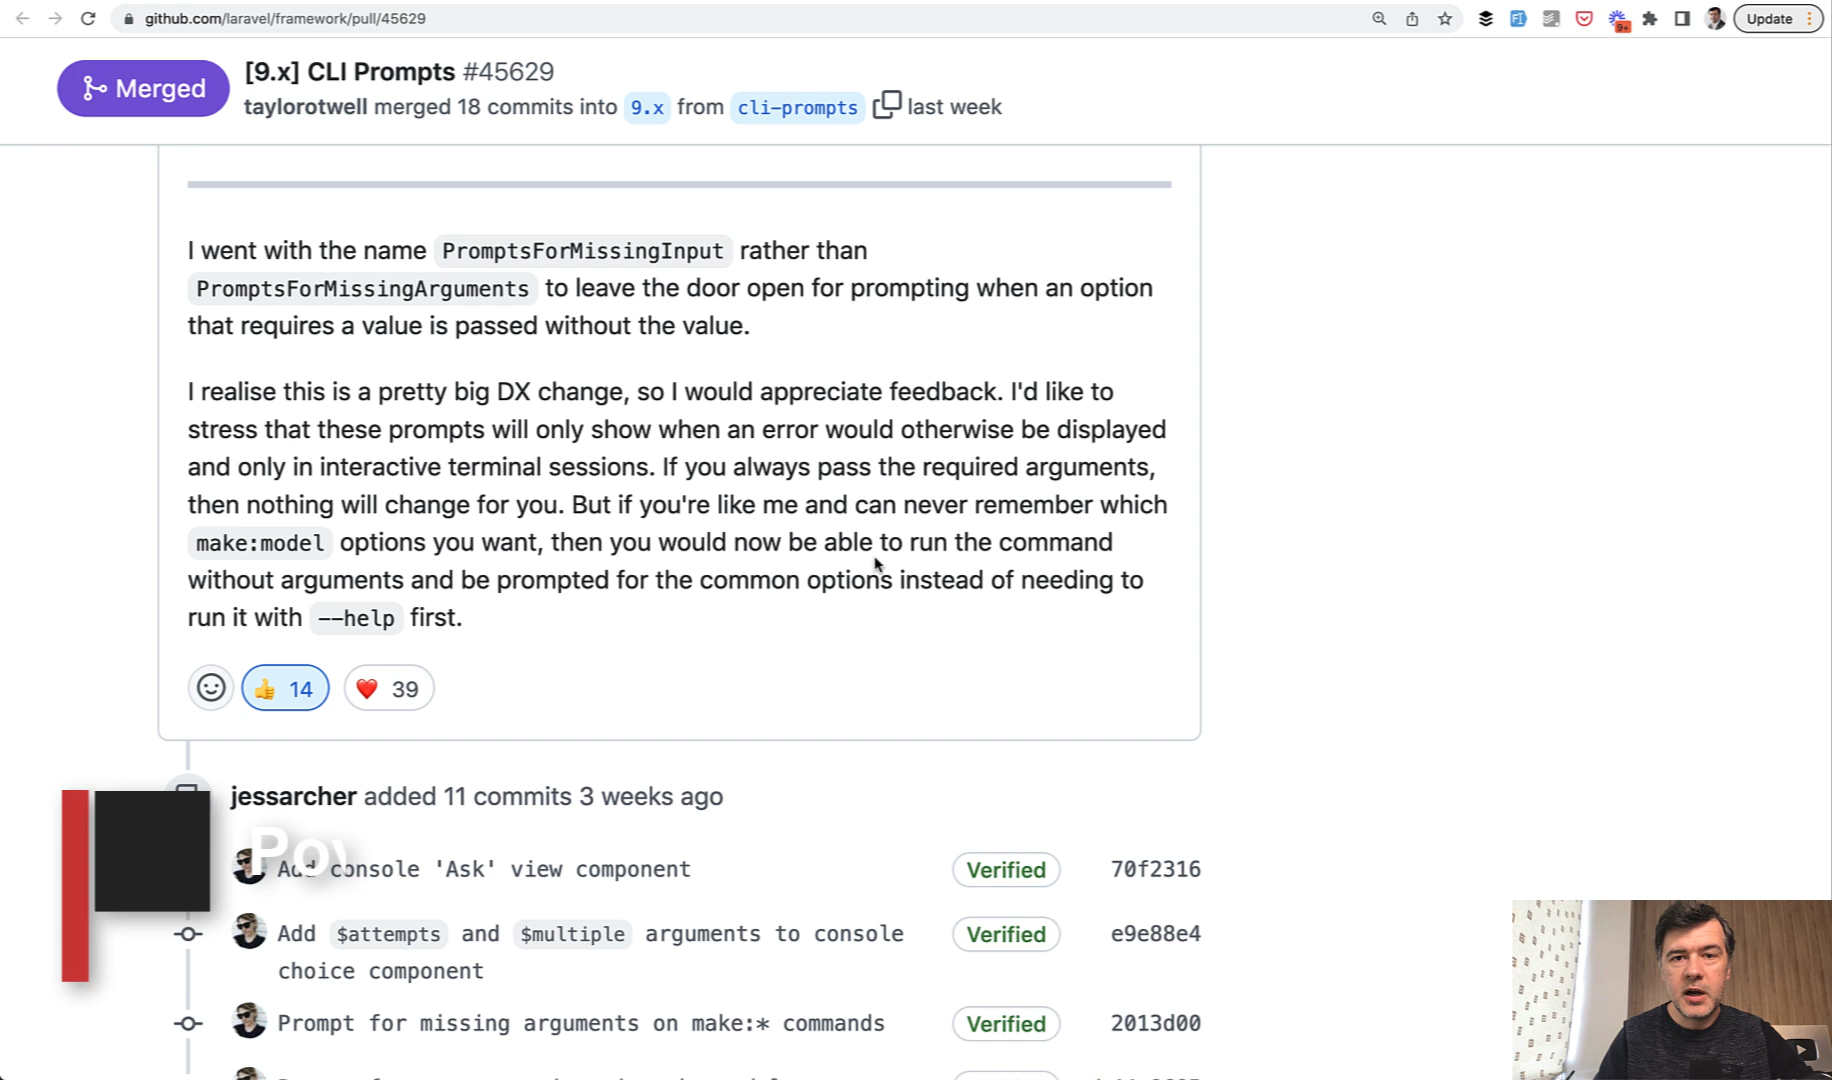 github.com/laravel/framework/pull/45629
Update
Merged
[9.x] CLI Prompts #45629
taylorotwell merged 18 commits into 9.x from cli-prompts last week
I went with the name PromptsForMissingInput rather than
PromptsForMissingArguments to leave the door open for prompting when an option
that requires a value is passed without the value.
I realise this is a pretty big DX change, so I would appreciate feedback. I'd like to
stress that these prompts will only show when an error would otherwise be displayed
and only in interactive terminal sessions. If you always pass the required arguments,
then nothing will change for you. But if you're like me and can never remember which
make:model options you want, then you would now be able to run the command
without arguments and be prompted for the common options instead of needing to
run it with --help first.
14
39
jessarcher added 11 commits 3 weeks ago
Add console 'Ask' view component Verified 70f2316
Add $attempts and $multiple arguments to console Verified e9e88e4
choice component
Prompt for missing arguments on make:* commands Verified 2013d00